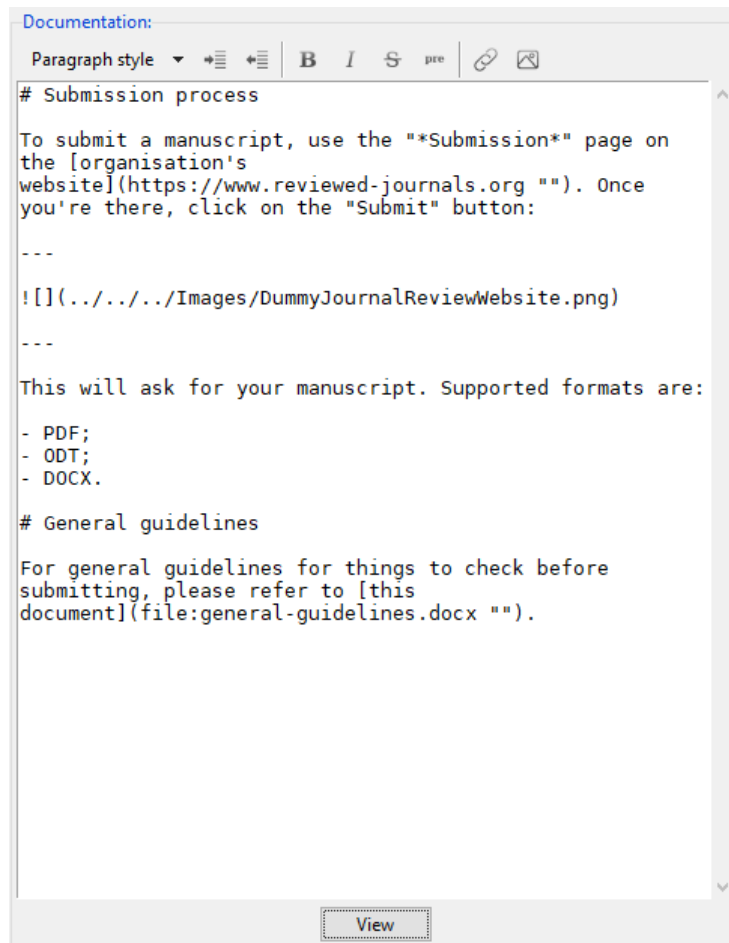 Documentation:
Paragraph style B I S pre
# Submission process
To submit a manuscript, use the "*Submission*" page on
the [organisation's
website](https://www.reviewed-journals.org ""). Once
you're there, click on the "Submit" button:
---
![](../../../Images/DummyJournalReviewWebsite.png)
---
This will ask for your manuscript. Supported formats are:
- PDF;
- ODT;
- DOCX.
# General guidelines
For general guidelines for things to check before
submitting, please refer to [this
document](file:general-guidelines.docx "").
View